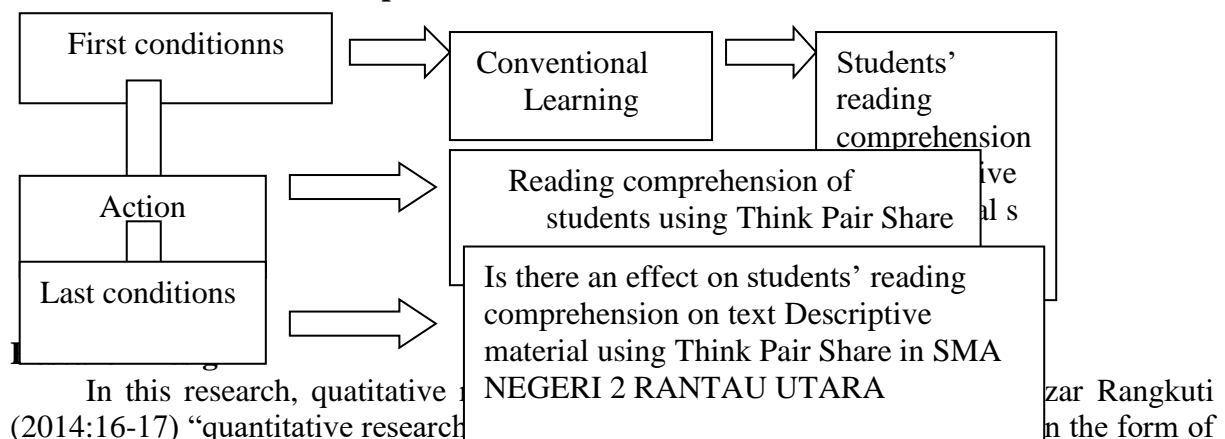 First conditionns
Conventional
Learning
Students’
reading
comprehension
s
Action
Reading comprehension of
students using Think Pair Share
Last conditions
Is there an effect on students’ reading
comprehension on text Descriptive
material using Think Pair Share in SMA
NEGERI 2 RANTAU UTARA
In this research, quatitative
Rangkuti
(2014:16-17) “quantitative research
the form of